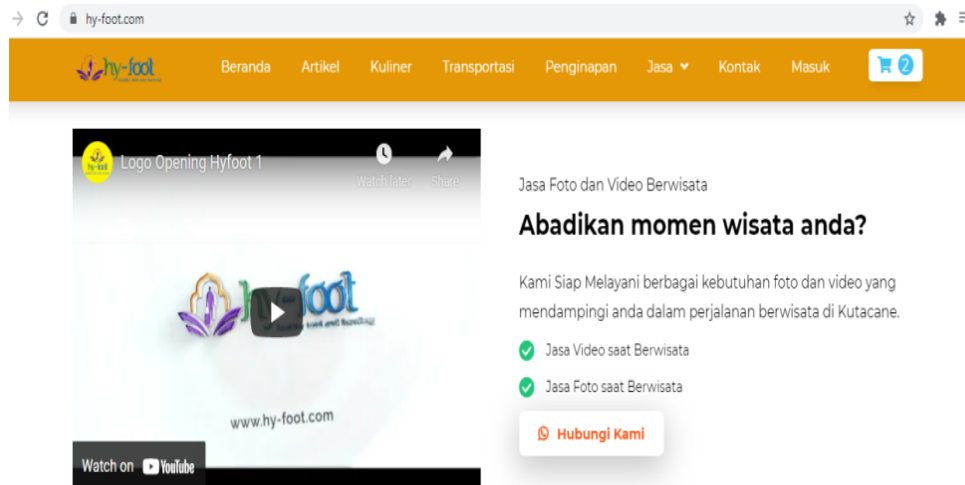 hy-foot.com
hy-foot Beranda Artikel Kuliner Transportasi Penginapan Jasa Kontak Masuk 2
Logo Opening Hyfoot 1
Watch later Share
hy-foot
www.hy-foot.com
Watch on YouTube
Jasa Foto dan Video Berwisata
Abadikan momen wisata anda?
Kami Siap Melayani berbagai kebutuhan foto dan video yang
mendampingi anda dalam perjalanan berwisata di Kutacane.
Jasa Video saat Berwisata
Jasa Foto saat Berwisata
Hubungi Kami